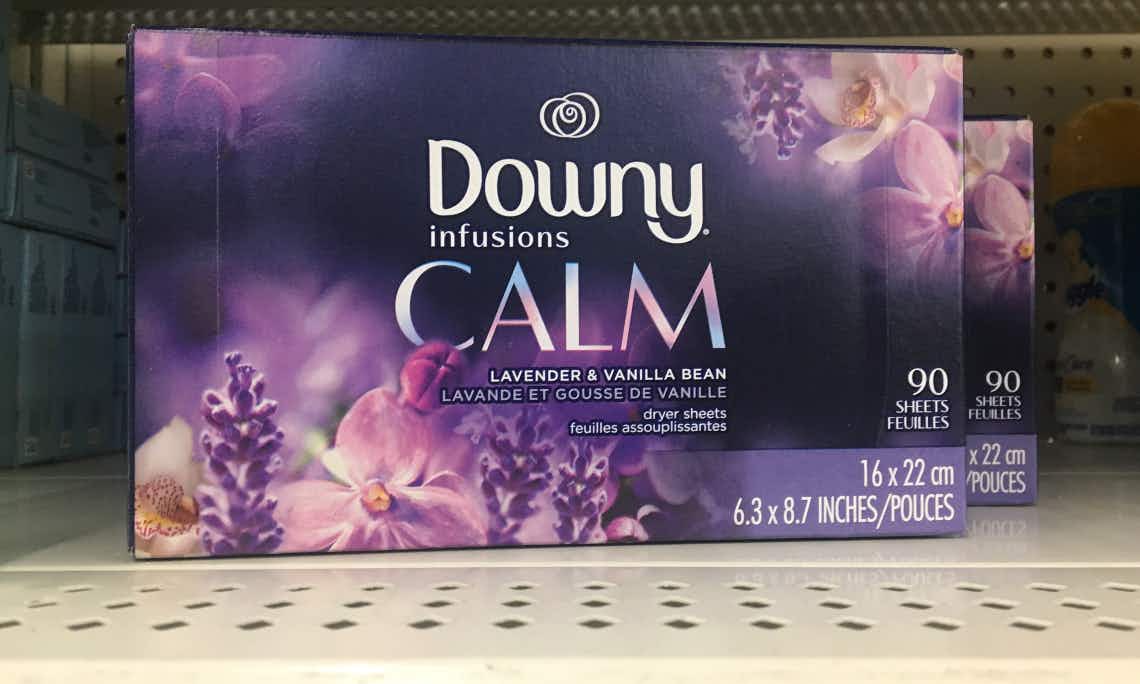 Downy
infusions
CALM
LAVENDER & VANILLA BEAN
LAVANDE ET GOUSSE DE VANILLE
dryer sheets
feuilles assouplissantes
90
SHEETS
FEUILLES
16 x 22 cm
6.3 x 8.7 INCHES/POUCES
90
SHEETS
FEUILLES
x 22 cm
/POUCES